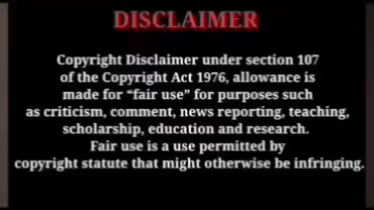 DISCLAIMER
Copyright Disclaimer under section 107
of the Copyright Act 1976, allowance is
made for “fair use” for purposes such
as criticism, comment, news reporting, teaching,
scholarship, education and research.
Fair use is a use permitted by
copyright statute that might otherwise be infringing.